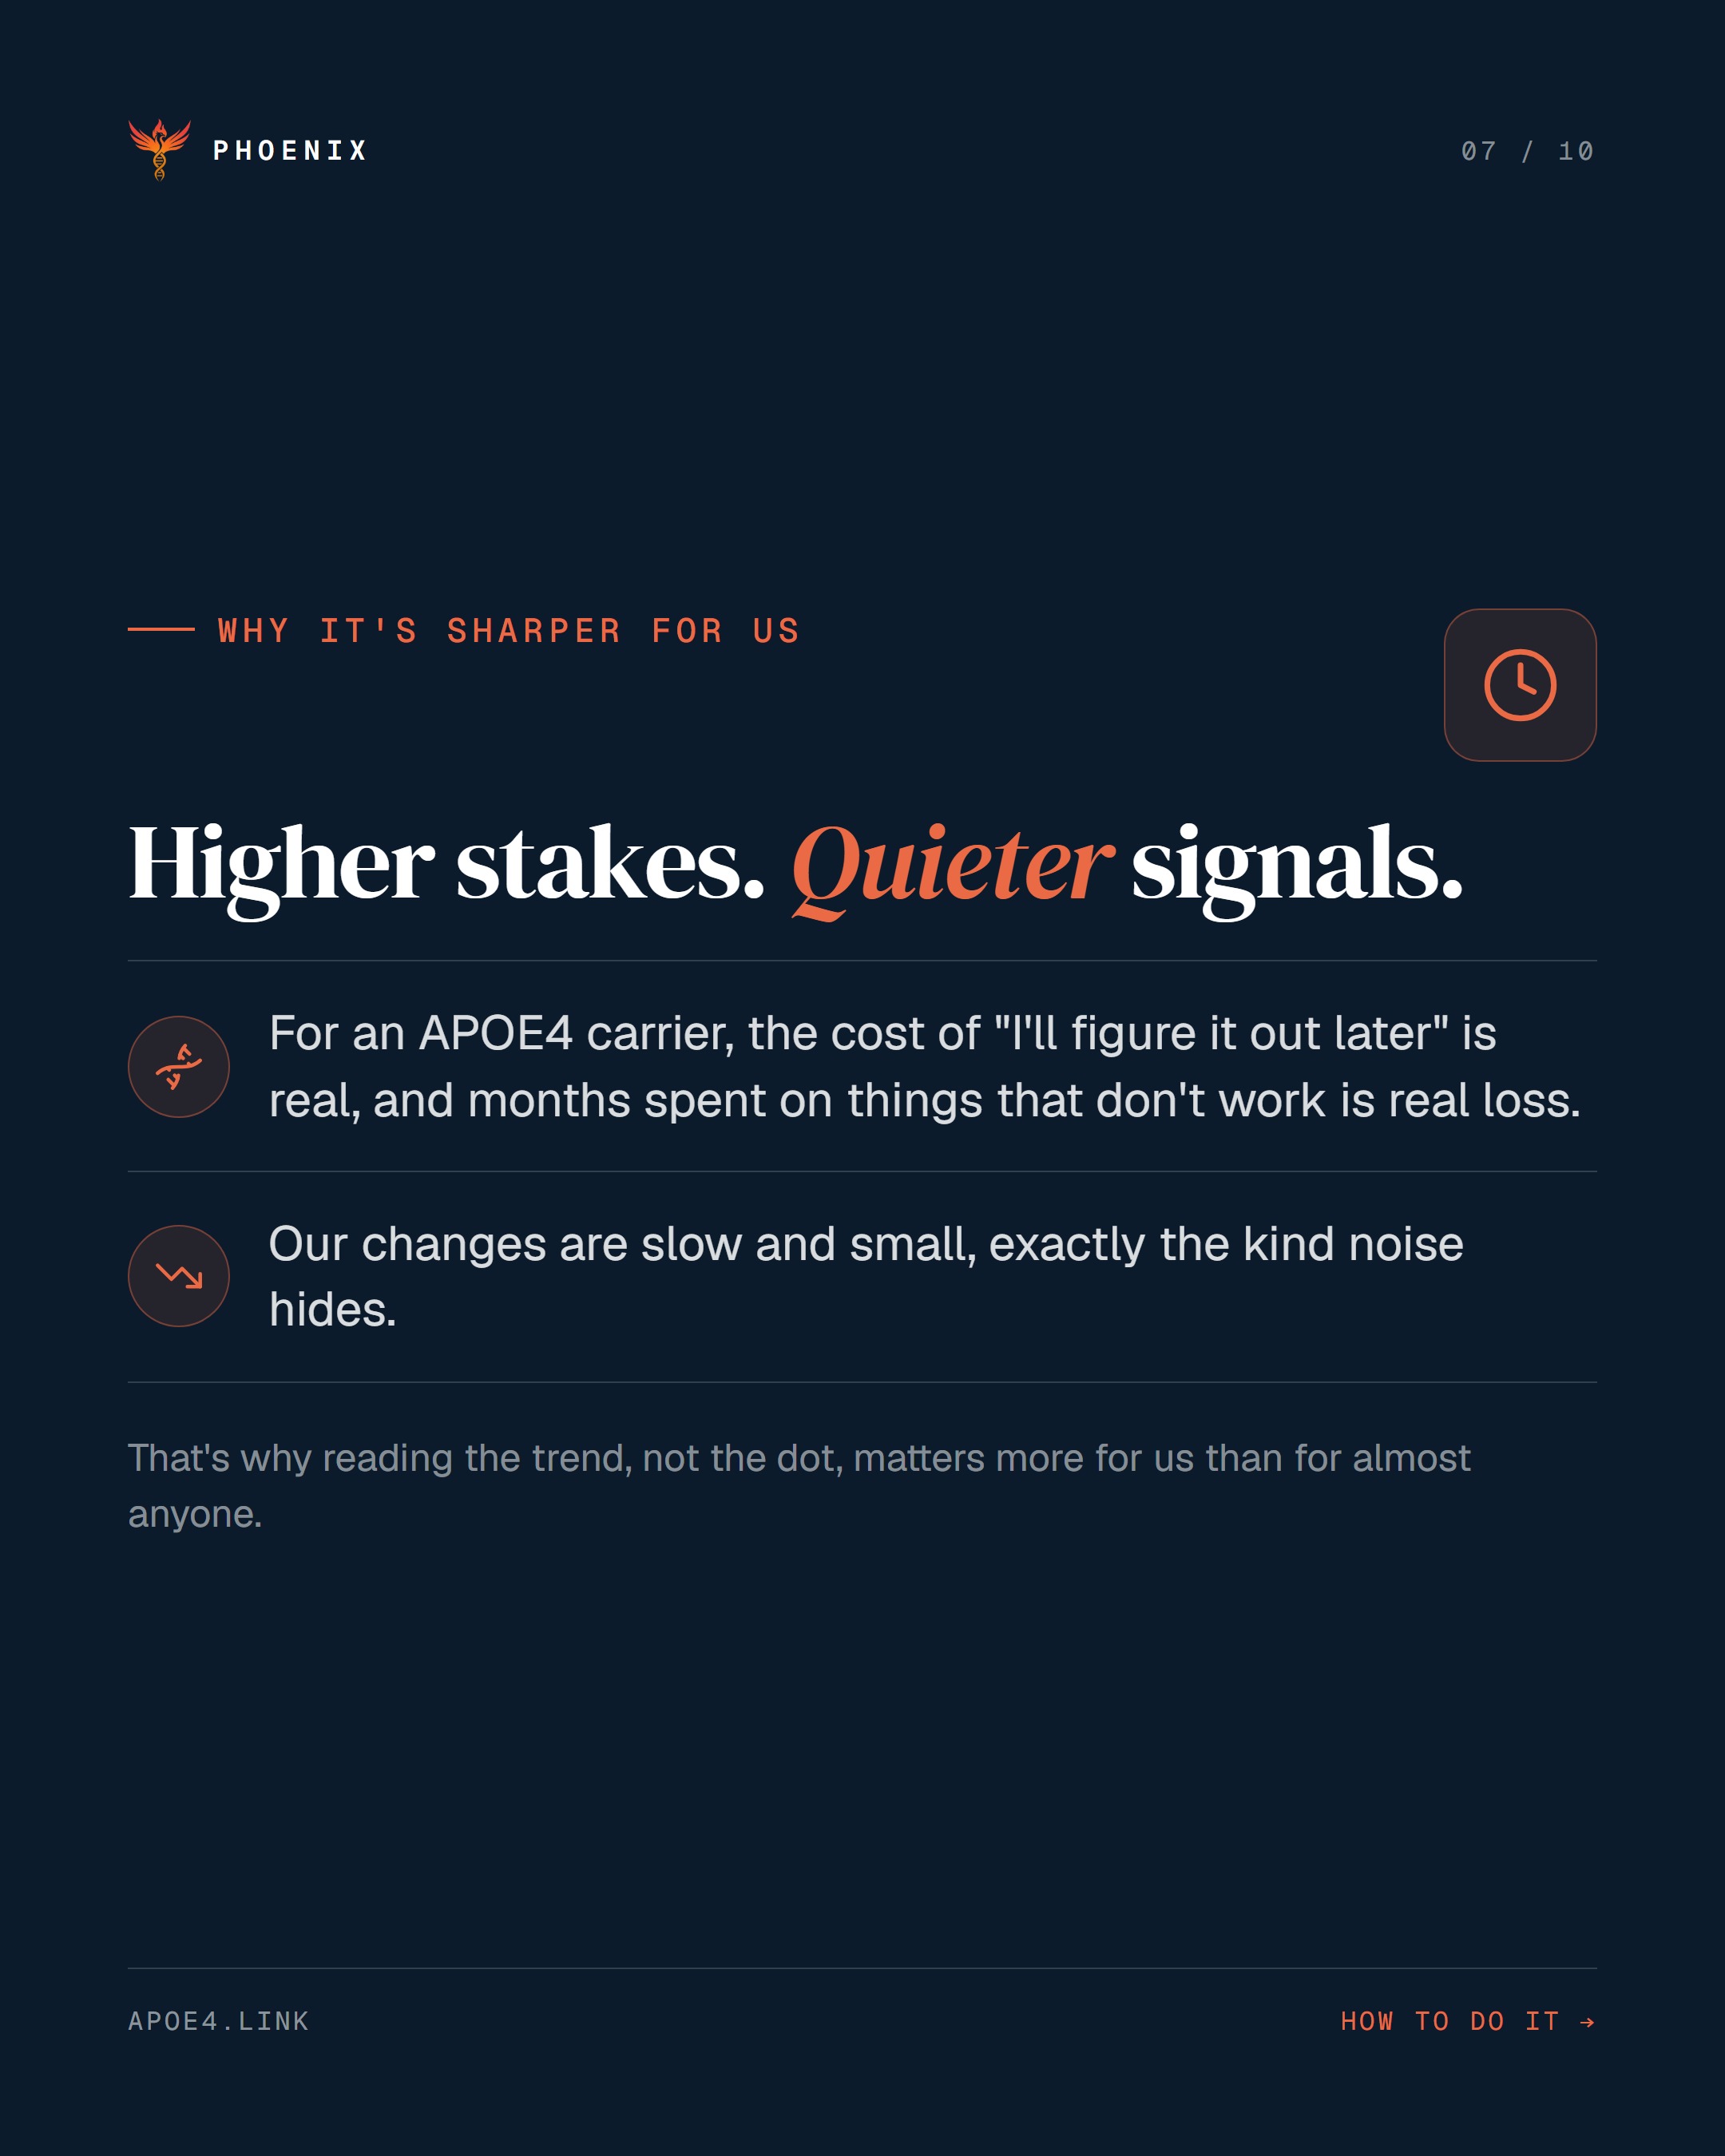 PHOENIX
07 / 10
WHY IT'S SHARPER FOR US
Higher stakes. Quieter signals.
For an APOE4 carrier, the cost of "I'll figure it out later" is
real, and months spent on things that don't work is real loss.
Our changes are slow and small, exactly the kind noise
hides.
That's why reading the trend, not the dot, matters more for us than for almost
anyone.
APOE4.LINK
HOW TO DO IT →